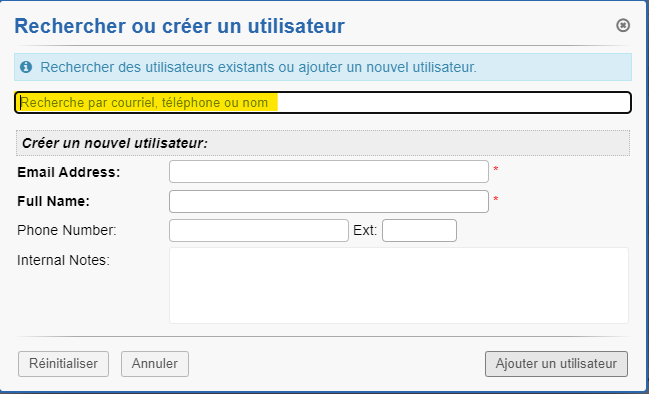 Rechercher ou créer un utilisateur
Rechercher des utilisateurs existants ou ajouter un nouvel utilisateur.
Recherche par courriel, téléphone ou nom
Créer un nouvel utilisateur:
Email Address: *
Full Name: *
Phone Number: Ext:
Internal Notes:
Réinitialiser Annuler Ajouter un utilisateur